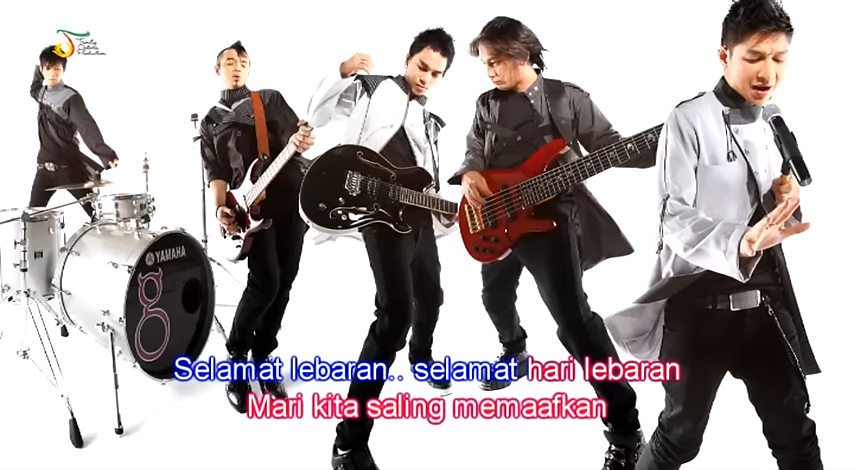 YAMAHA
g
Selamat lebaran.. selamat hari lebaran
Mari kita saling memaafkan